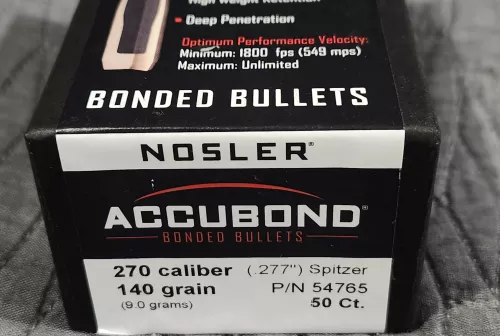 High Weight Retention
• Deep Penetration
Optimum Performance Velocity:
Minimum: 1800 fps (549 mps)
Maximum: Unlimited
BONDED BULLETS
NOSLER®
ACCUBOND®
BONDED BULLETS
270 caliber (.277") Spitzer
140 grain P/N 54765
(9.0 grams) 50 Ct.